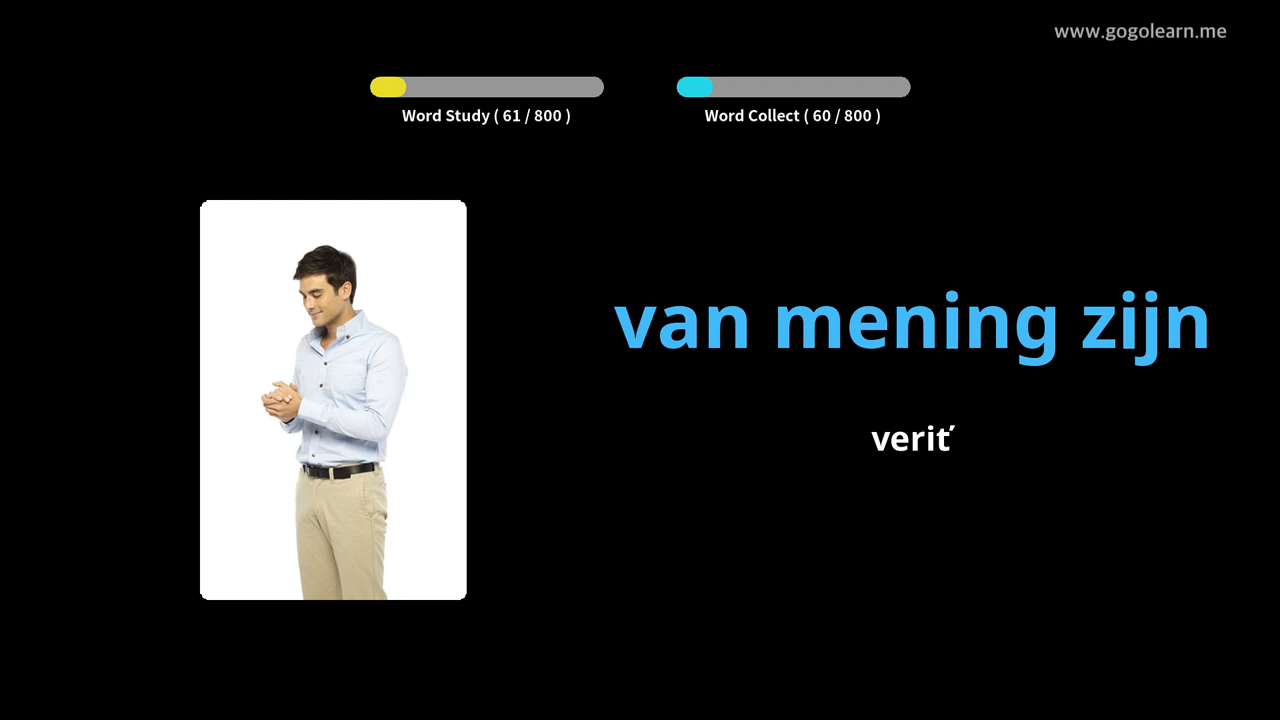 www.gogolearn.me
Word Study ( 61 / 800 )
Word Collect ( 60 / 800 )
van mening zijn
veriť